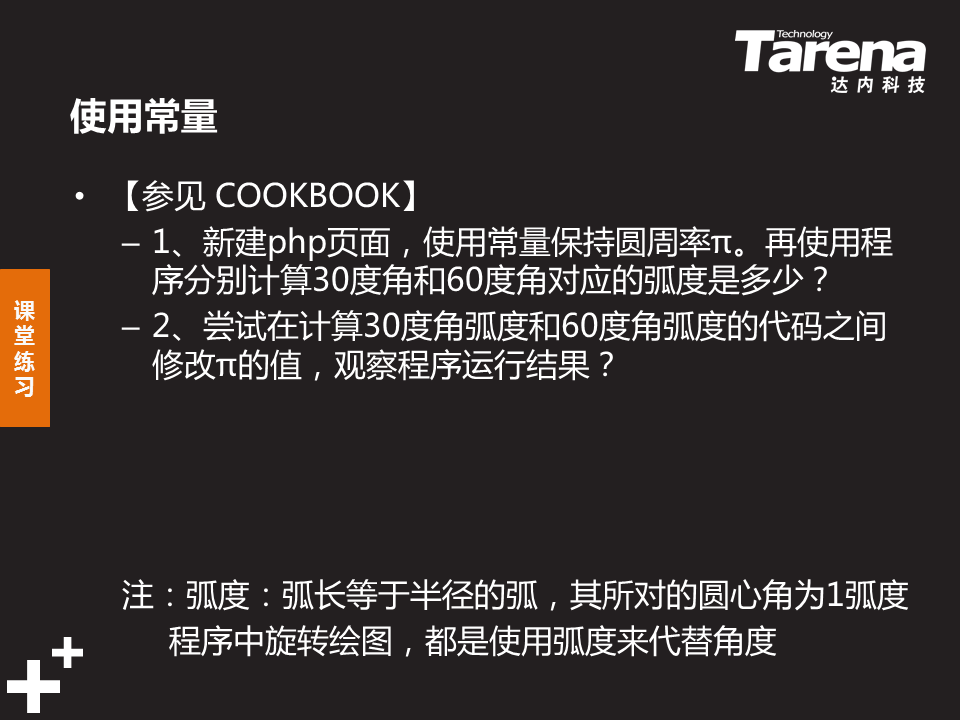 Technology
Tarena
达内科技
使用常量
• 【参见 COOKBOOK】
– 1、新建php页面，使用常量保持圆周率π。再使用程
序分别计算30度角和60度角对应的弧度是多少？
– 2、尝试在计算30度角弧度和60度角弧度的代码之间
修改π的值，观察程序运行结果？
课
堂
练
习
注：弧度：弧长等于半径的弧，其所对的圆心角为1弧度
程序中旋转绘图，都是使用弧度来代替角度